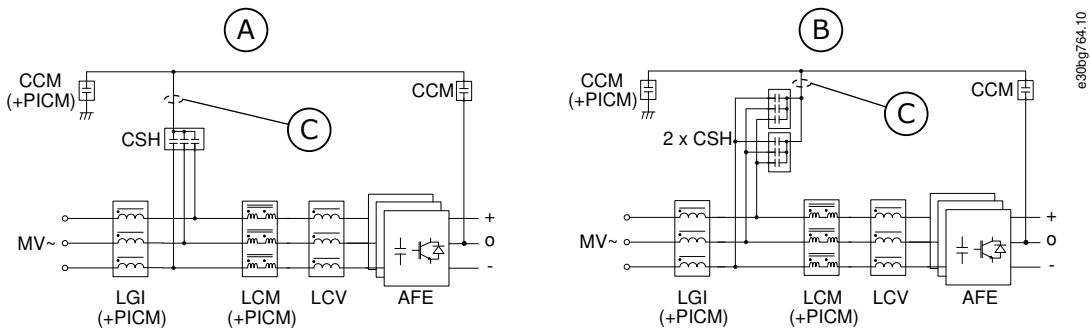 A
CCM
(+PICM)
CCM
C
CSH
MV~
+
o
-
LGI
(+PICM)
LCM
(+PICM)
LCV
AFE
B
CCM
(+PICM)
CCM
C
2 x CSH
MV~
+
o
-
LGI
(+PICM)
LCM
(+PICM)
LCV
AFE
e30bg764.10